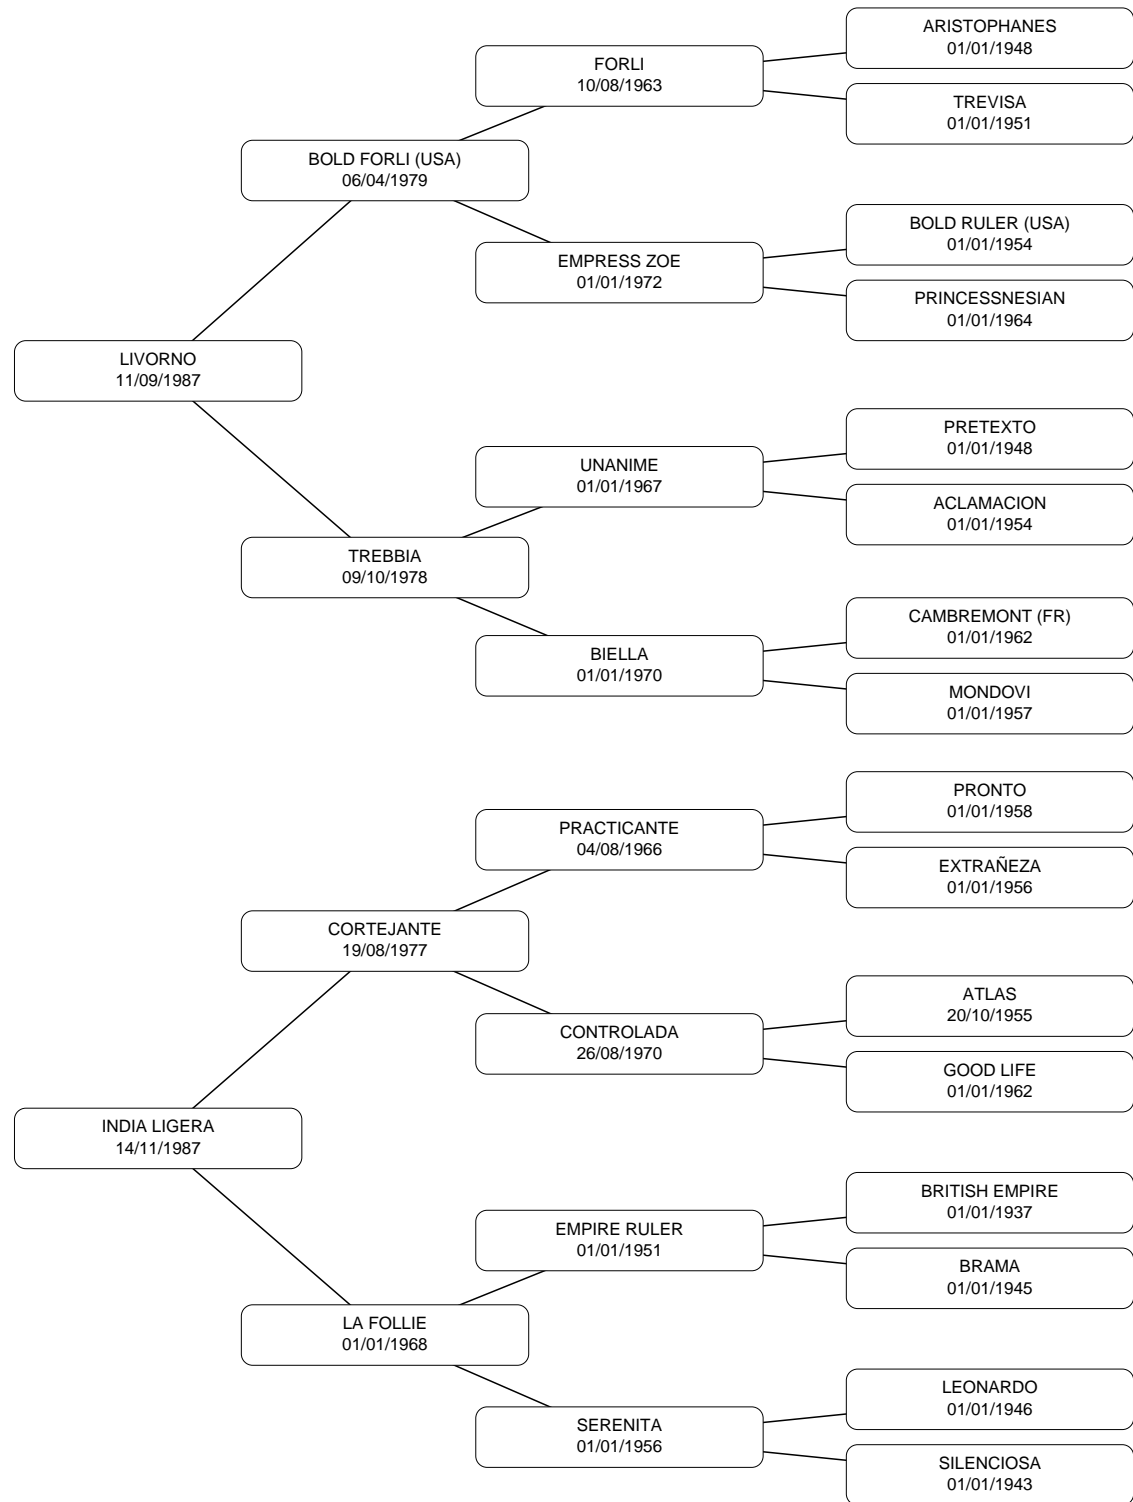 ARISTOPHANES
01/01/1948
FORLI
10/08/1963
TREVISA
01/01/1951
BOLD FORLI (USA)
06/04/1979
BOLD RULER (USA)
01/01/1954
EMPRESS ZOE
01/01/1972
PRINCESSNESIAN
01/01/1964
LIVORNO
11/09/1987
PRETEXTO
01/01/1948
UNANIME
01/01/1967
ACLAMACION
01/01/1954
TREBBIA
09/10/1978
CAMBREMONT (FR)
01/01/1962
BIELLA
01/01/1970
MONDOVI
01/01/1957
PRONTO
01/01/1958
PRACTICANTE
04/08/1966
EXTRAÑEZA
01/01/1956
CORTEJANTE
19/08/1977
ATLAS
20/10/1955
CONTROLADA
26/08/1970
GOOD LIFE
01/01/1962
INDIA LIGERA
14/11/1987
BRITISH EMPIRE
01/01/1937
EMPIRE RULER
01/01/1951
BRAMA
01/01/1945
LA FOLLIE
01/01/1968
LEONARDO
01/01/1946
SERENITA
01/01/1956
SILENCIOSA
01/01/1943